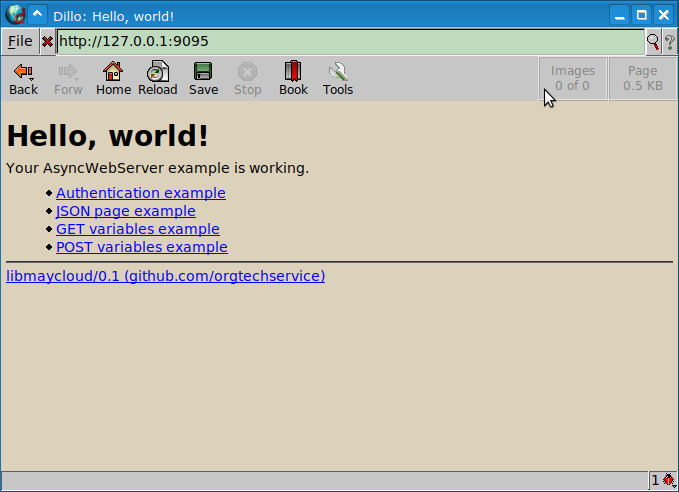 Dillo: Hello, world!
File http://127.0.0.1:9095 ?
Back Forw Home Reload Save Stop Book Tools Images 0 of 0 Page 0.5 KB
Hello, world!
Your AsyncWebServer example is working.
Authentication example
JSON page example
GET variables example
POST variables example
libmaycloud/0.1 (github.com/orgtechservice)
1